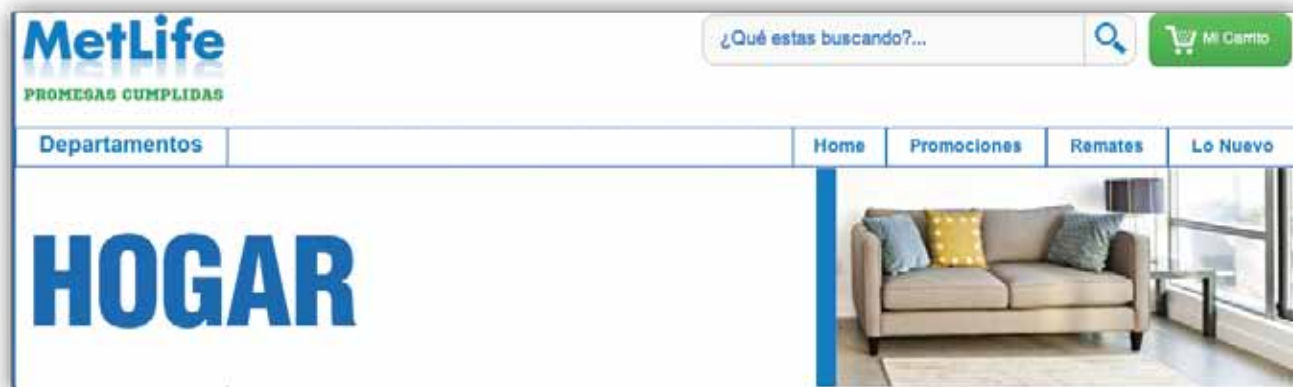 MetLife
PROMESAS CUMPLIDAS
¿Qué estas buscando?...
Mi Carrito
Departamentos
Home
Promociones
Remates
Lo Nuevo
HOGAR